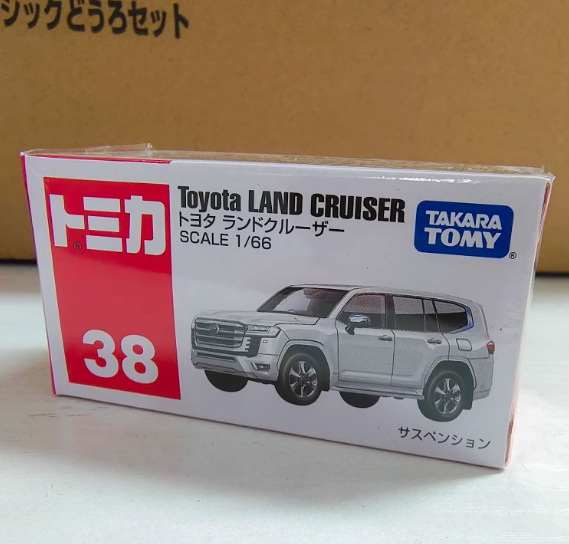 シックどうろセット
トミカ
®
38
Toyota LAND CRUISER
トヨタ ランドクルーザー
SCALE 1/66
TAKARA
TOMY
®
サスペンション